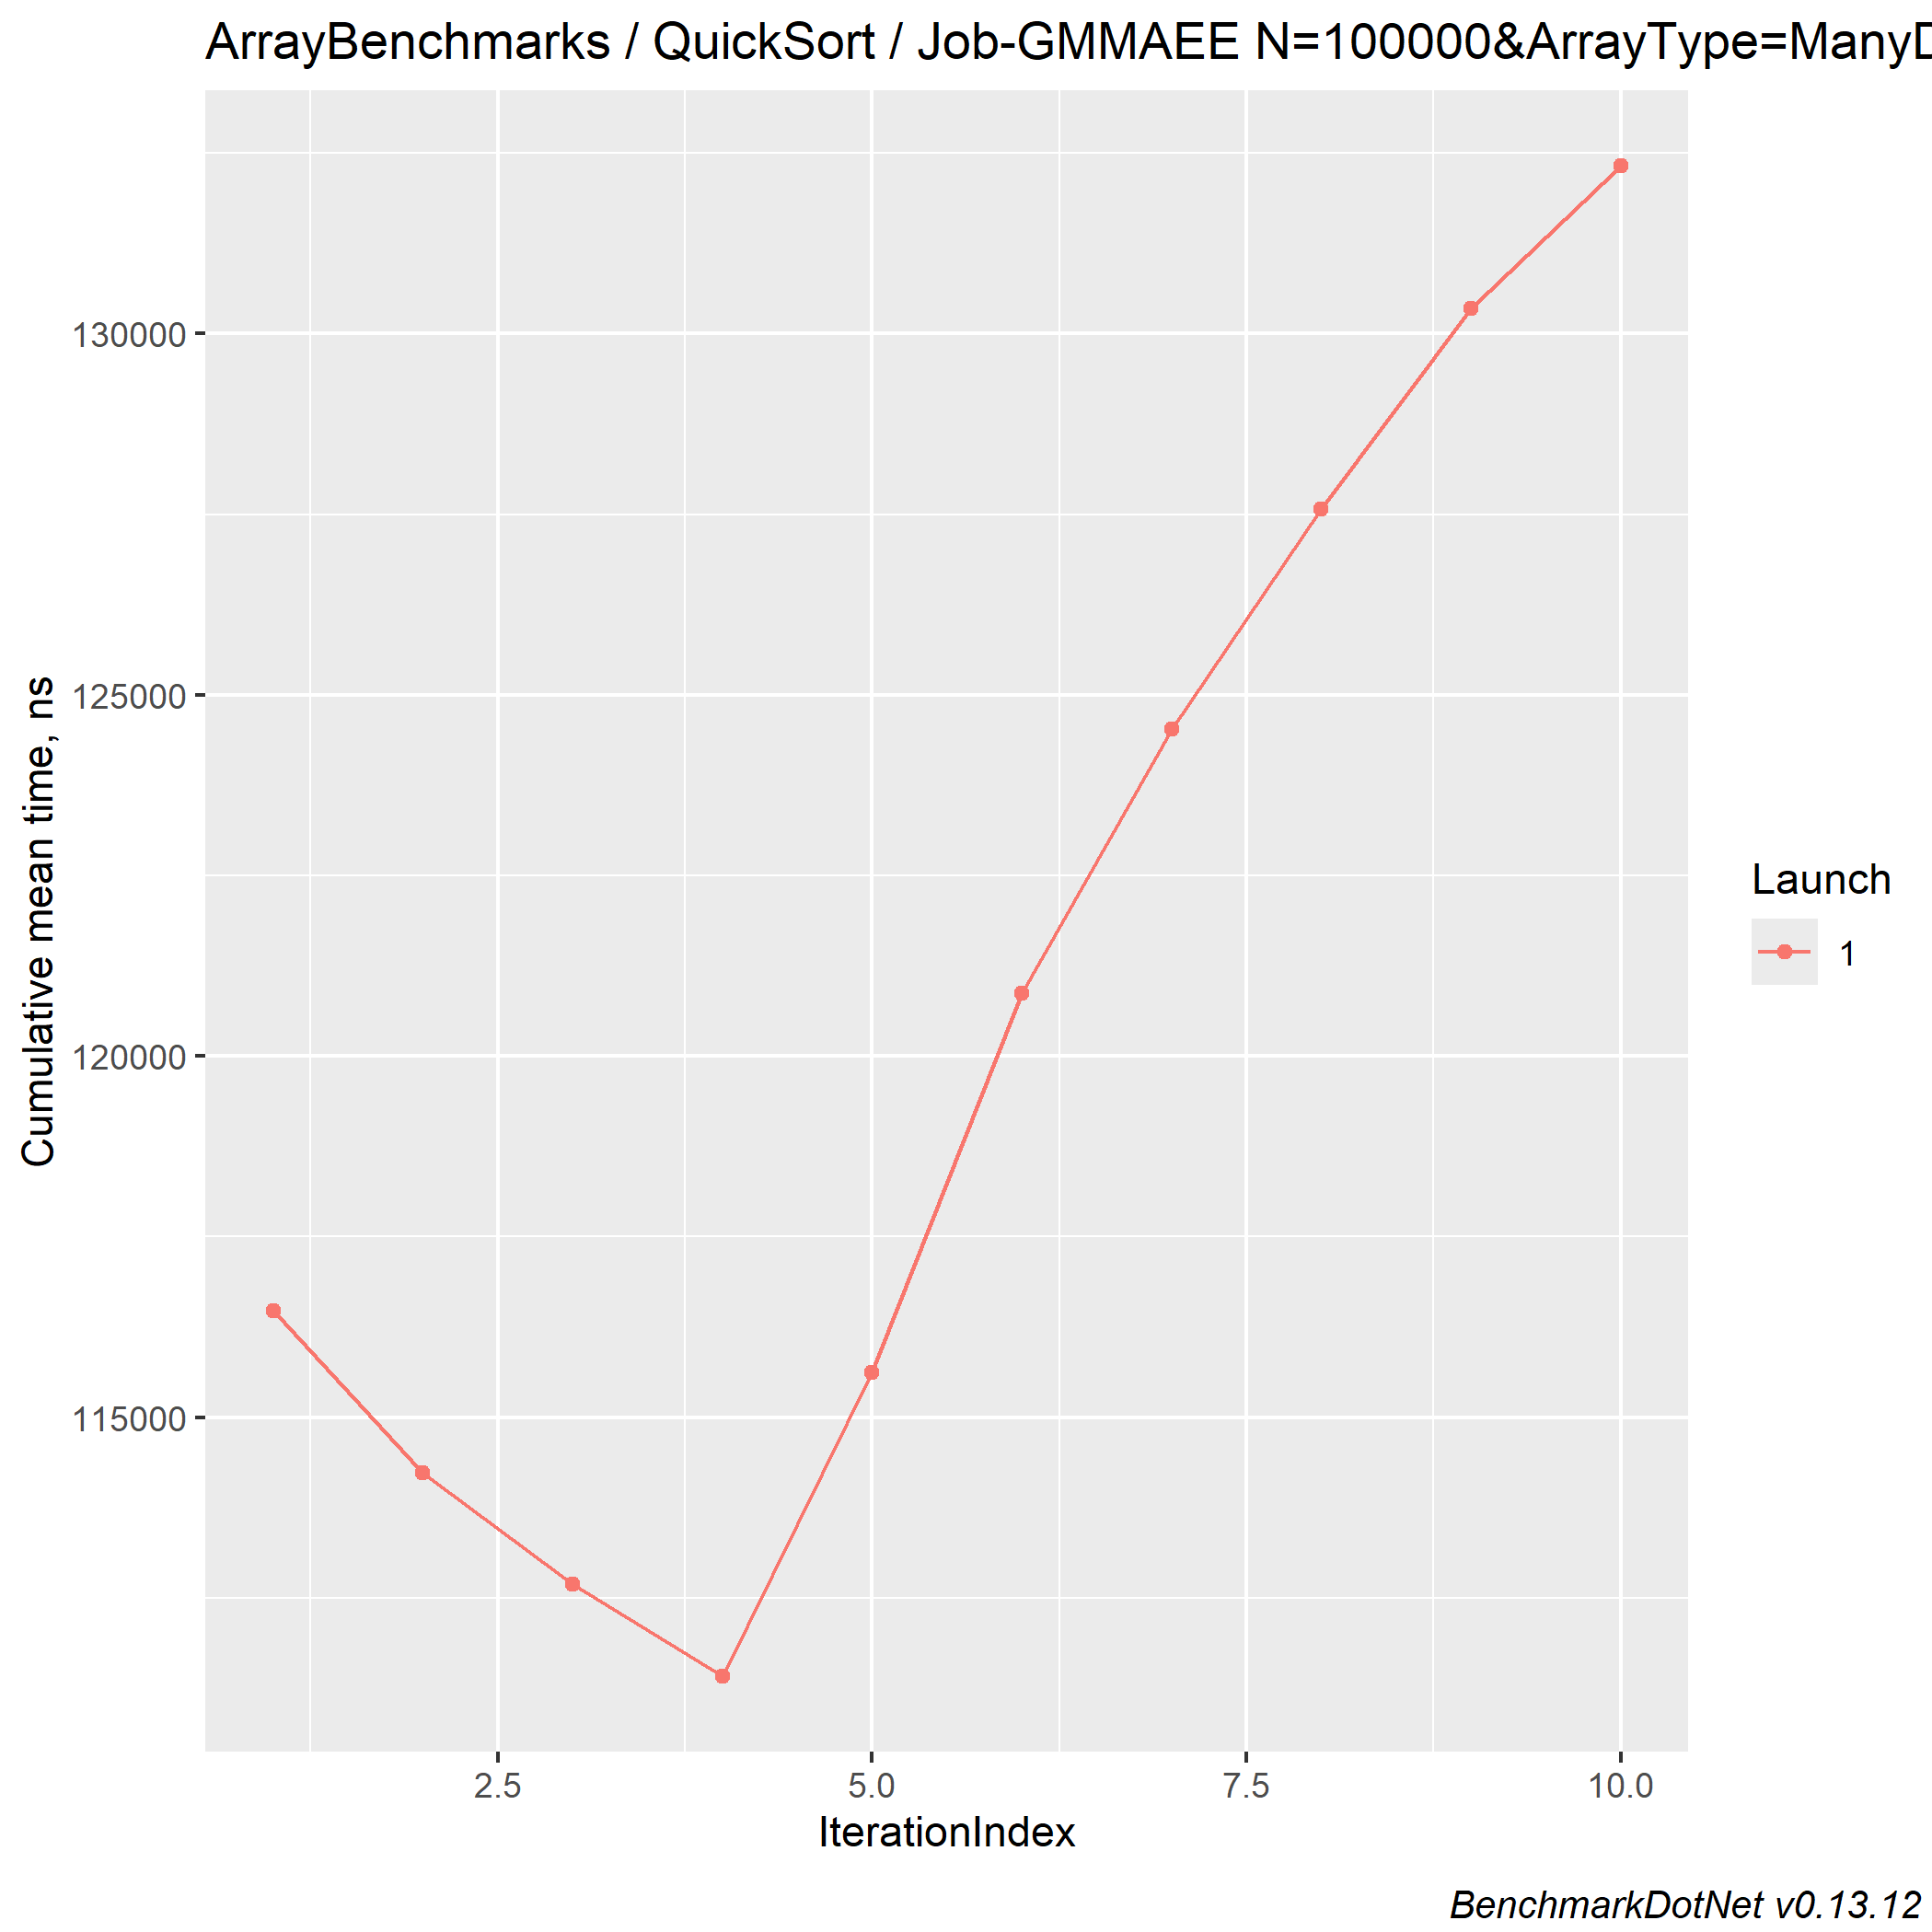 ArrayBenchmarks / QuickSort / Job-GMMAEE N=100000&ArrayType=ManyD
130000
125000
120000
115000
Cumulative mean time, ns
2.5 5.0 7.5 10.0
IterationIndex
Launch
1
BenchmarkDotNet v0.13.12